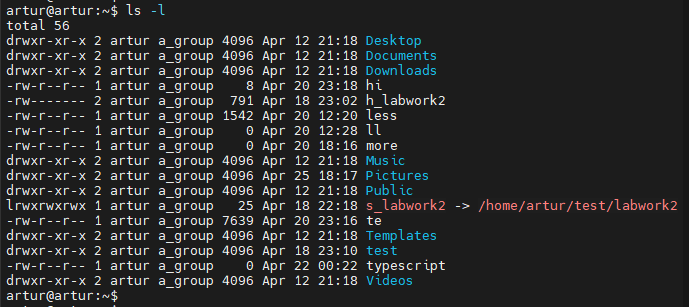 artur@artur:~$ ls -l
total 56
drwxr-xr-x 2 artur a_group 4096 Apr 12 21:18 Desktop
drwxr-xr-x 2 artur a_group 4096 Apr 12 21:18 Documents
drwxr-xr-x 2 artur a_group 4096 Apr 12 21:18 Downloads
-rw-r--r-- 1 artur a_group    8 Apr 20 23:18 hi
-rw------- 2 artur a_group  791 Apr 18 23:02 h_labwork2
-rw-r--r-- 1 artur a_group 1542 Apr 20 12:20 less
-rw-r--r-- 1 artur a_group    0 Apr 20 12:28 ll
-rw-r--r-- 1 artur a_group    0 Apr 20 18:16 more
drwxr-xr-x 2 artur a_group 4096 Apr 12 21:18 Music
drwxr-xr-x 2 artur a_group 4096 Apr 25 18:17 Pictures
drwxr-xr-x 2 artur a_group 4096 Apr 12 21:18 Public
lrwxrwxrwx 1 artur a_group   25 Apr 18 22:18 s_labwork2 -> /home/artur/test/labwork2
-rw-r--r-- 1 artur a_group 7639 Apr 20 23:16 te
drwxr-xr-x 2 artur a_group 4096 Apr 12 21:18 Templates
drwxr-xr-x 2 artur a_group 4096 Apr 18 23:10 test
-rw-r--r-- 1 artur a_group    0 Apr 22 00:22 typescript
drwxr-xr-x 2 artur a_group 4096 Apr 12 21:18 Videos
artur@artur:~$